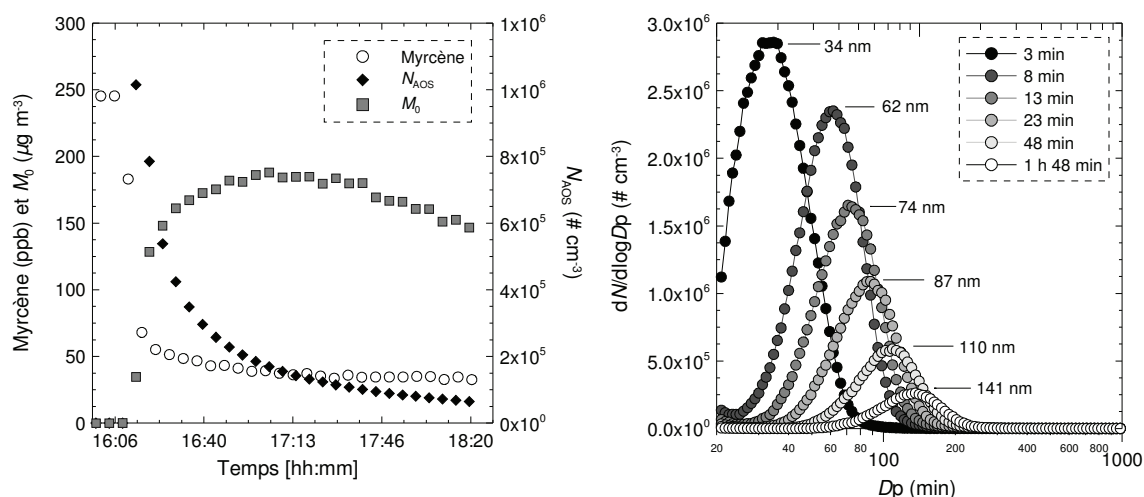 300
250
200
150
100
50
0
Myrcène (ppb) et M0 (µg m-3)
Myrcène
NAOS
M0
1x10^6
1x10^6
8x10^5
6x10^5
4x10^5
2x10^5
0x10^0
NAOS (# cm-3)
16:06 16:40 17:13 17:46 18:20
Temps [hh:mm]
3.0x10^6
2.5x10^6
2.0x10^6
1.5x10^6
1.0x10^6
5.0x10^5
0.0x10^0
dN/dlogDp (# cm-3)
34 nm
62 nm
74 nm
87 nm
110 nm
141 nm
3 min
8 min
13 min
23 min
48 min
1 h 48 min
20 40 60 80 100 200 400 600 1000
Dp (min)